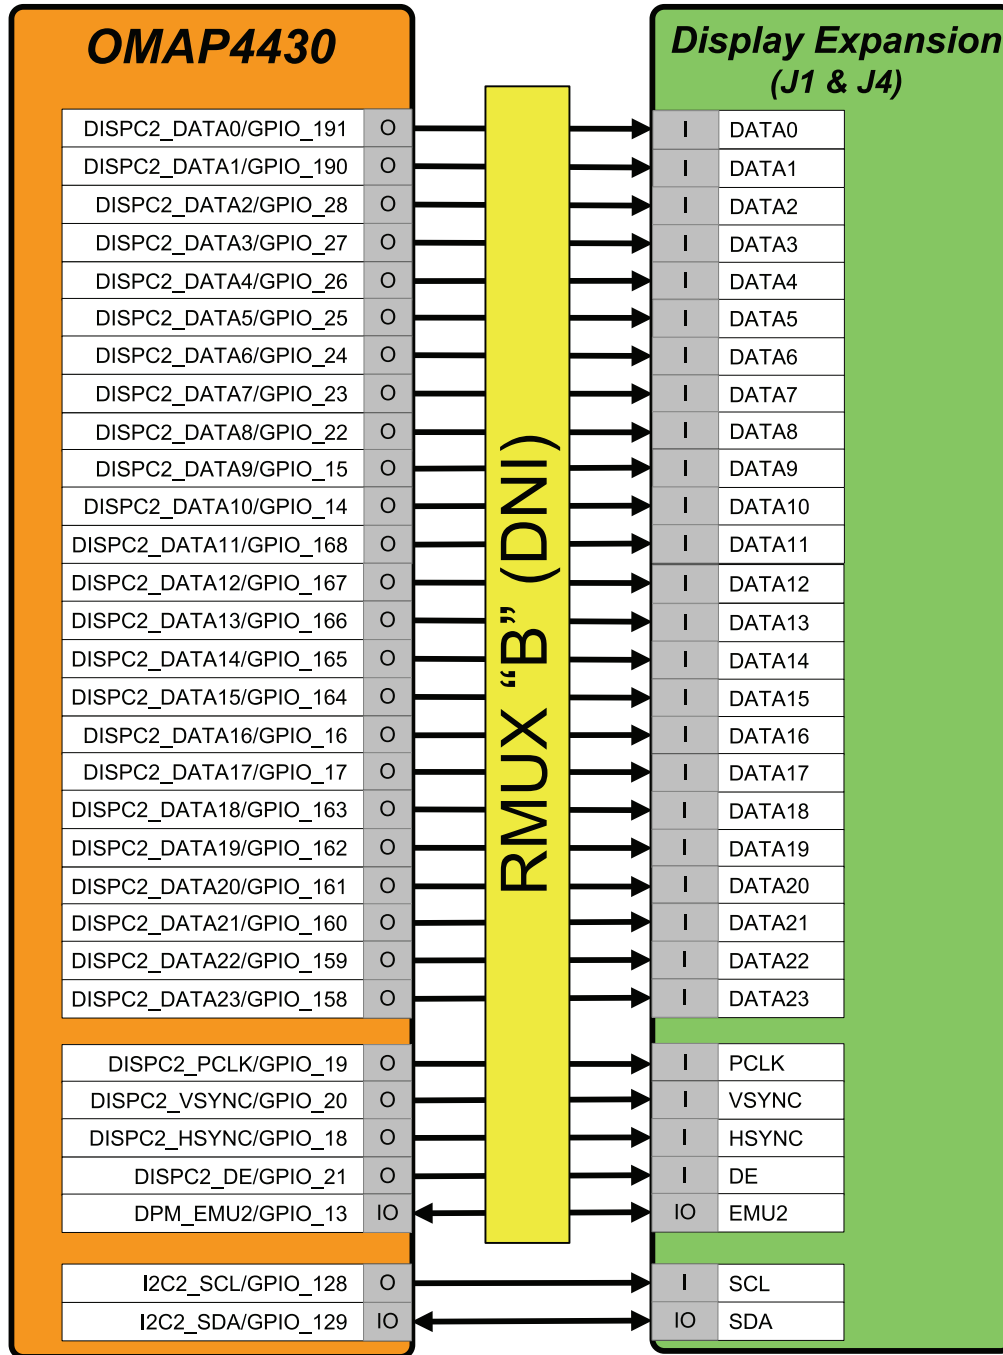 OMAP4430
Display Expansion
(J1 & J4)
DISPC2_DATA0/GPIO_191 O I DATA0
DISPC2_DATA1/GPIO_190 O I DATA1
DISPC2_DATA2/GPIO_28 O I DATA2
DISPC2_DATA3/GPIO_27 O I DATA3
DISPC2_DATA4/GPIO_26 O I DATA4
DISPC2_DATA5/GPIO_25 O I DATA5
DISPC2_DATA6/GPIO_24 O I DATA6
DISPC2_DATA7/GPIO_23 O I DATA7
DISPC2_DATA8/GPIO_22 O I DATA8
DISPC2_DATA9/GPIO_15 O I DATA9
DISPC2_DATA10/GPIO_14 O I DATA10
DISPC2_DATA11/GPIO_168 O I DATA11
DISPC2_DATA12/GPIO_167 O I DATA12
DISPC2_DATA13/GPIO_166 O I DATA13
DISPC2_DATA14/GPIO_165 O I DATA14
DISPC2_DATA15/GPIO_164 O I DATA15
DISPC2_DATA16/GPIO_16 O I DATA16
DISPC2_DATA17/GPIO_17 O I DATA17
DISPC2_DATA18/GPIO_163 O I DATA18
DISPC2_DATA19/GPIO_162 O I DATA19
DISPC2_DATA20/GPIO_161 O I DATA20
DISPC2_DATA21/GPIO_160 O I DATA21
DISPC2_DATA22/GPIO_159 O I DATA22
DISPC2_DATA23/GPIO_158 O I DATA23
DISPC2_PCLK/GPIO_19 O I PCLK
DISPC2_VSYNC/GPIO_20 O I VSYNC
DISPC2_HSYNC/GPIO_18 O I HSYNC
DISPC2_DE/GPIO_21 O I DE
DPM_EMU2/GPIO_13 IO IO EMU2
I2C2_SCL/GPIO_128 O I SCL
I2C2_SDA/GPIO_129 IO IO SDA
RMUX “B” (DNI)